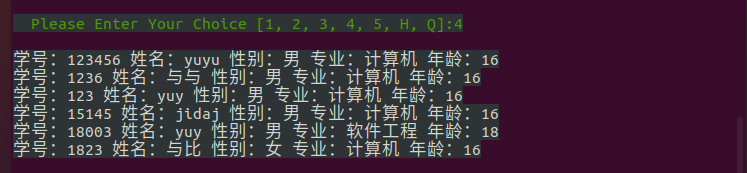 Please Enter Your Choice [1, 2, 3, 4, 5, H, Q]:4
学号：123456 姓名：yuyu 性别：男 专业：计算机 年龄：16
学号：1236 姓名：与与 性别：男 专业：计算机 年龄：16
学号：123 姓名：yuy 性别：男 专业：计算机 年龄：16
学号：15145 姓名：jidaj 性别：男 专业：计算机 年龄：16
学号：18003 姓名：yuy 性别：男 专业：软件工程 年龄：18
学号：1823 姓名：与比 性别：女 专业：计算机 年龄：16